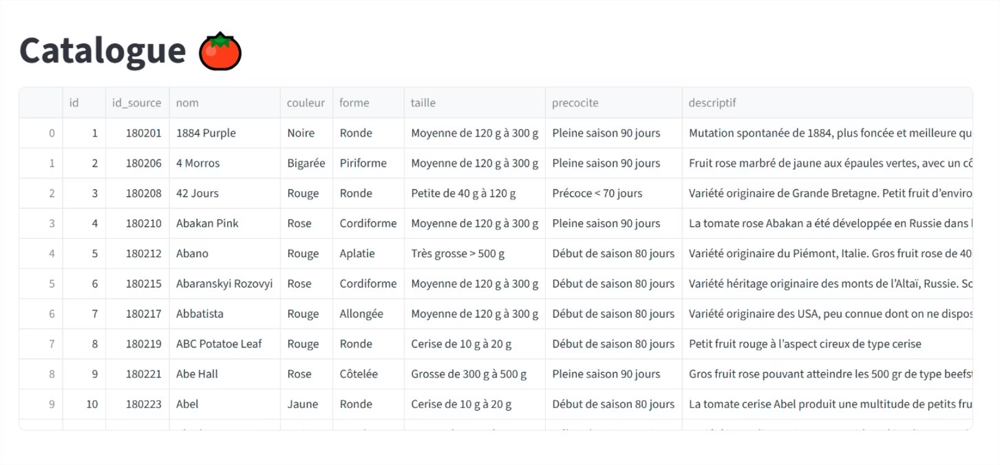 Catalogue
id id_source nom couleur forme taille precocite descriptif
0 1 180201 1884 Purple Noire Ronde Moyenne de 120 g à 300 g Pleine saison 90 jours Mutation spontanée de 1884, plus foncée et meilleure qu
1 2 180206 4 Morros Bigarée Piriforme Moyenne de 120 g à 300 g Pleine saison 90 jours Fruit rose marbré de jaune aux épaules vertes, avec un cô
2 3 180208 42 Jours Rouge Ronde Petite de 40 g à 120 g Précoce < 70 jours Variété originaire de Grande Bretagne. Petit fruit d’enviro
3 4 180210 Abakan Pink Rose Cordiforme Moyenne de 120 g à 300 g Pleine saison 90 jours La tomate rose Abakan a été développée en Russie dans
4 5 180212 Abano Rouge Aplatie Très grosse > 500 g Début de saison 80 jours Variété originaire du Piémont, Italie. Gros fruit rose de 40
5 6 180215 Abaranskyi Rozovyi Rose Cordiforme Moyenne de 120 g à 300 g Début de saison 80 jours Variété héritage originaire des monts de l’Altaï, Russie.
6 7 180217 Abbatista Rouge Allongée Moyenne de 120 g à 300 g Début de saison 80 jours Variété originaire des USA, peu connue dont on ne dispos
7 8 180219 ABC Potatoe Leaf Rouge Ronde Cerise de 10 g à 20 g Début de saison 80 jours Petit fruit rouge à l’aspect cireux de type cerise
8 9 180221 Abe Hall Rose Côtelée Grosse de 300 g à 500 g Pleine saison 90 jours Gros fruit rose pouvant atteindre les 500 gr de type beefst
9 10 180223 Abel Jaune Ronde Cerise de 10 g à 20 g Début de saison 80 jours La tomate cerise Abel produit une multitude de petits fru